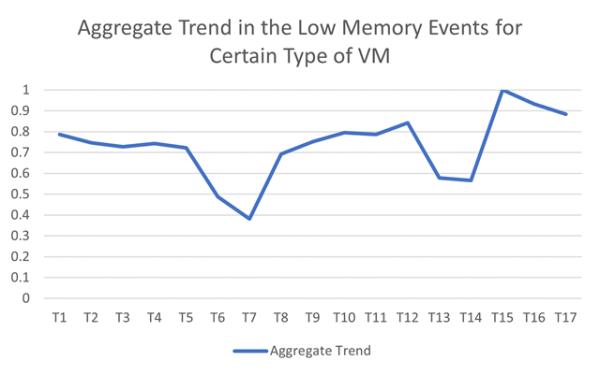 Aggregate Trend in the Low Memory Events for
Certain Type of VM
1
0.9
0.8
0.7
0.6
0.5
0.4
0.3
0.2
0.1
0
T1 T2 T3 T4 T5 T6 T7 T8 T9 T10 T11 T12 T13 T14 T15 T16 T17
Aggregate Trend